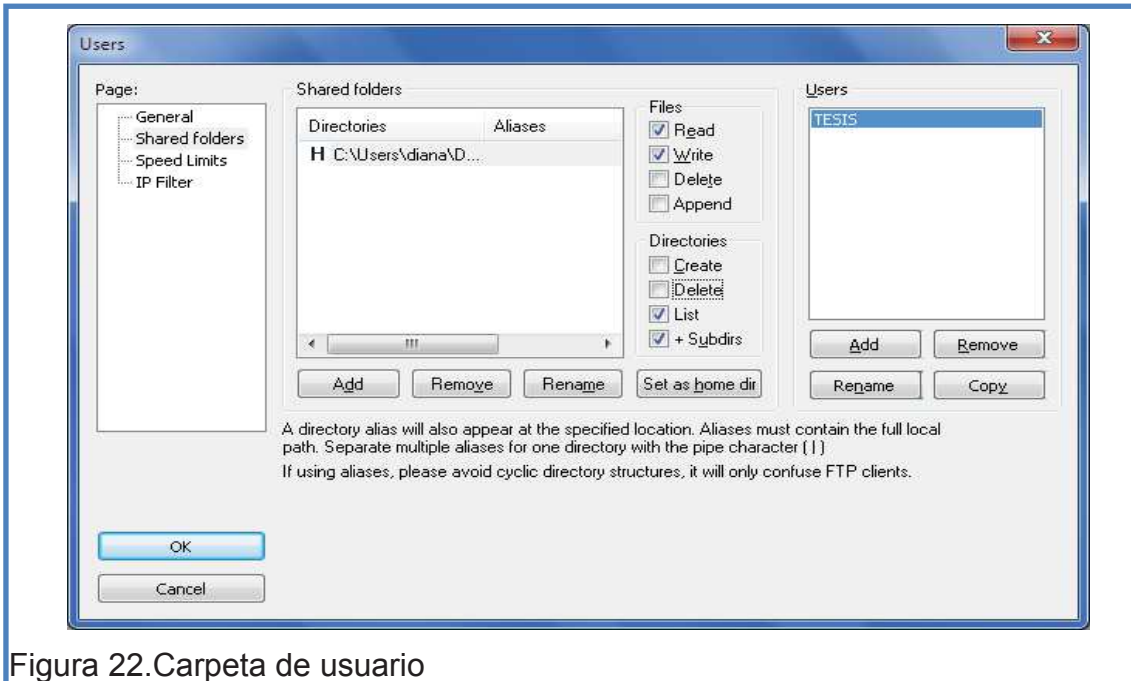 Users
Page:
General
Shared folders
Speed Limits
IP Filter
Shared folders
Directories Aliases
H C:\Users\diana\D...
Files
Read
Write
Delete
Append
Directories
Create
Delete
List
+ Subdirs
Add Remove Rename Set as home dir
Users
TESIS
Add Remove
Rename Copy
A directory alias will also appear at the specified location. Aliases must contain the full local
path. Separate multiple aliases for one directory with the pipe character ( | )
If using aliases, please avoid cyclic directory structures, it will only confuse FTP clients.
OK
Cancel
Figura 22.Carpeta de usuario